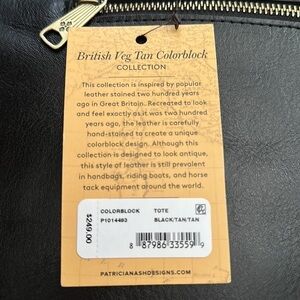 British Veg Tan Colorblock
COLLECTION
This collection is inspired by popular
leather stained two hundred years
ago in Great Britain. Recreated to look
and feel exactly as it was two hundred
years ago, the leather is carefully
hand-stained to create a unique
colorblock design. Although this
collection is designed to look antique,
this style of leather is still prevalent
in handbags, riding boots, and horse
tack equipment around the world.
COLORBLOCK TOTE
P1014493 BLACK/TAN/TAN
$249.00
8 87986 33559 9
PATRICIANASHDESIGNS.COM